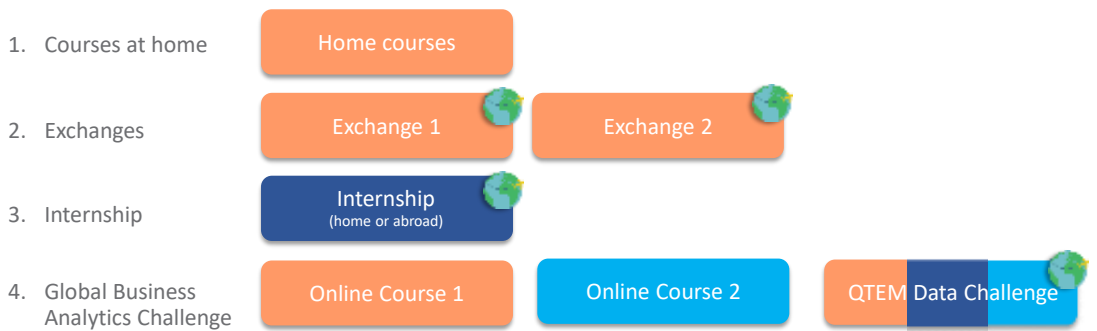 1. Courses at home
Home courses
2. Exchanges
Exchange 1
Exchange 2
3. Internship
Internship
(home or abroad)
4. Global Business
Analytics Challenge
Online Course 1
Online Course 2
QTEM Data Challenge